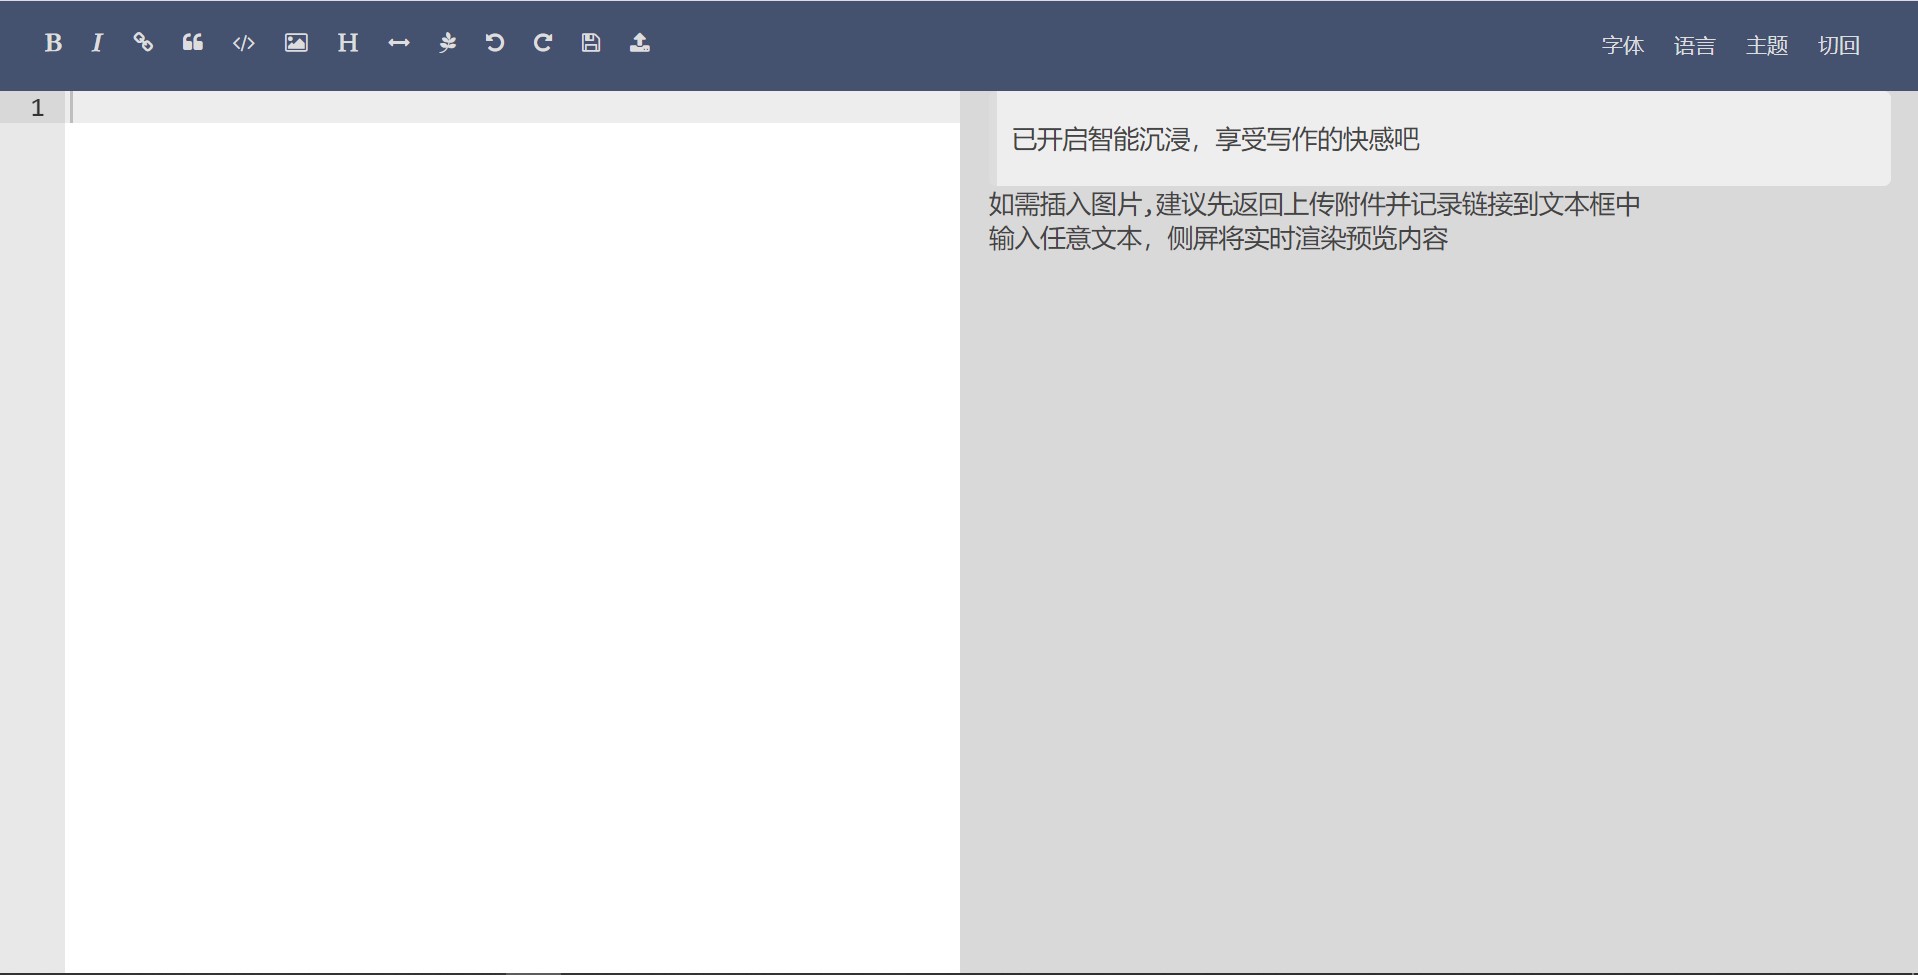 B I H
字体 语言 主题 切回
1
已开启智能沉浸，享受写作的快感吧
如需插入图片,建议先返回上传附件并记录链接到文本框中
输入任意文本，侧屏将实时渲染预览内容